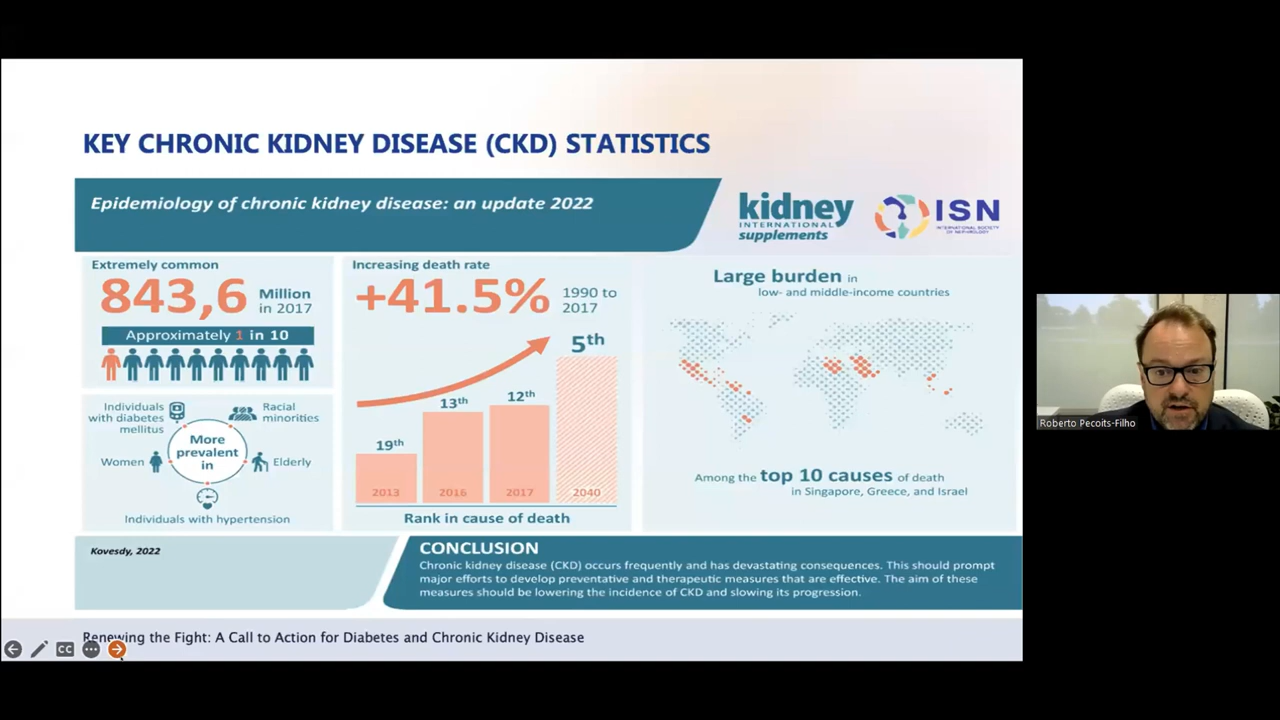 KEY CHRONIC KIDNEY DISEASE (CKD) STATISTICS
Epidemiology of chronic kidney disease: an update 2022
kidney
INTERNATIONAL
supplements
ISN
INTERNATIONAL SOCIETY
OF NEPHROLOGY
Extremely common
843,6 Million
in 2017
Approximately 1 in 10
Individuals
with diabetes
mellitus
Racial
minorities
More
prevalent
in
Women
Elderly
Individuals with hypertension
Increasing death rate
+41.5% 1990 to
2017
19th
13th
12th
5th
2013
2016
2017
2040
Rank in cause of death
Large burden in
low- and middle-income countries
Among the top 10 causes of death
in Singapore, Greece, and Israel
Kovesdy, 2022
CONCLUSION
Chronic kidney disease (CKD) occurs frequently and has devastating consequences. This should prompt
major efforts to develop preventative and therapeutic measures that are effective. The aim of these
measures should be lowering the incidence of CKD and slowing its progression.
Renewing the Fight: A Call to Action for Diabetes and Chronic Kidney Disease
CC
Roberto Pecoits-Filho